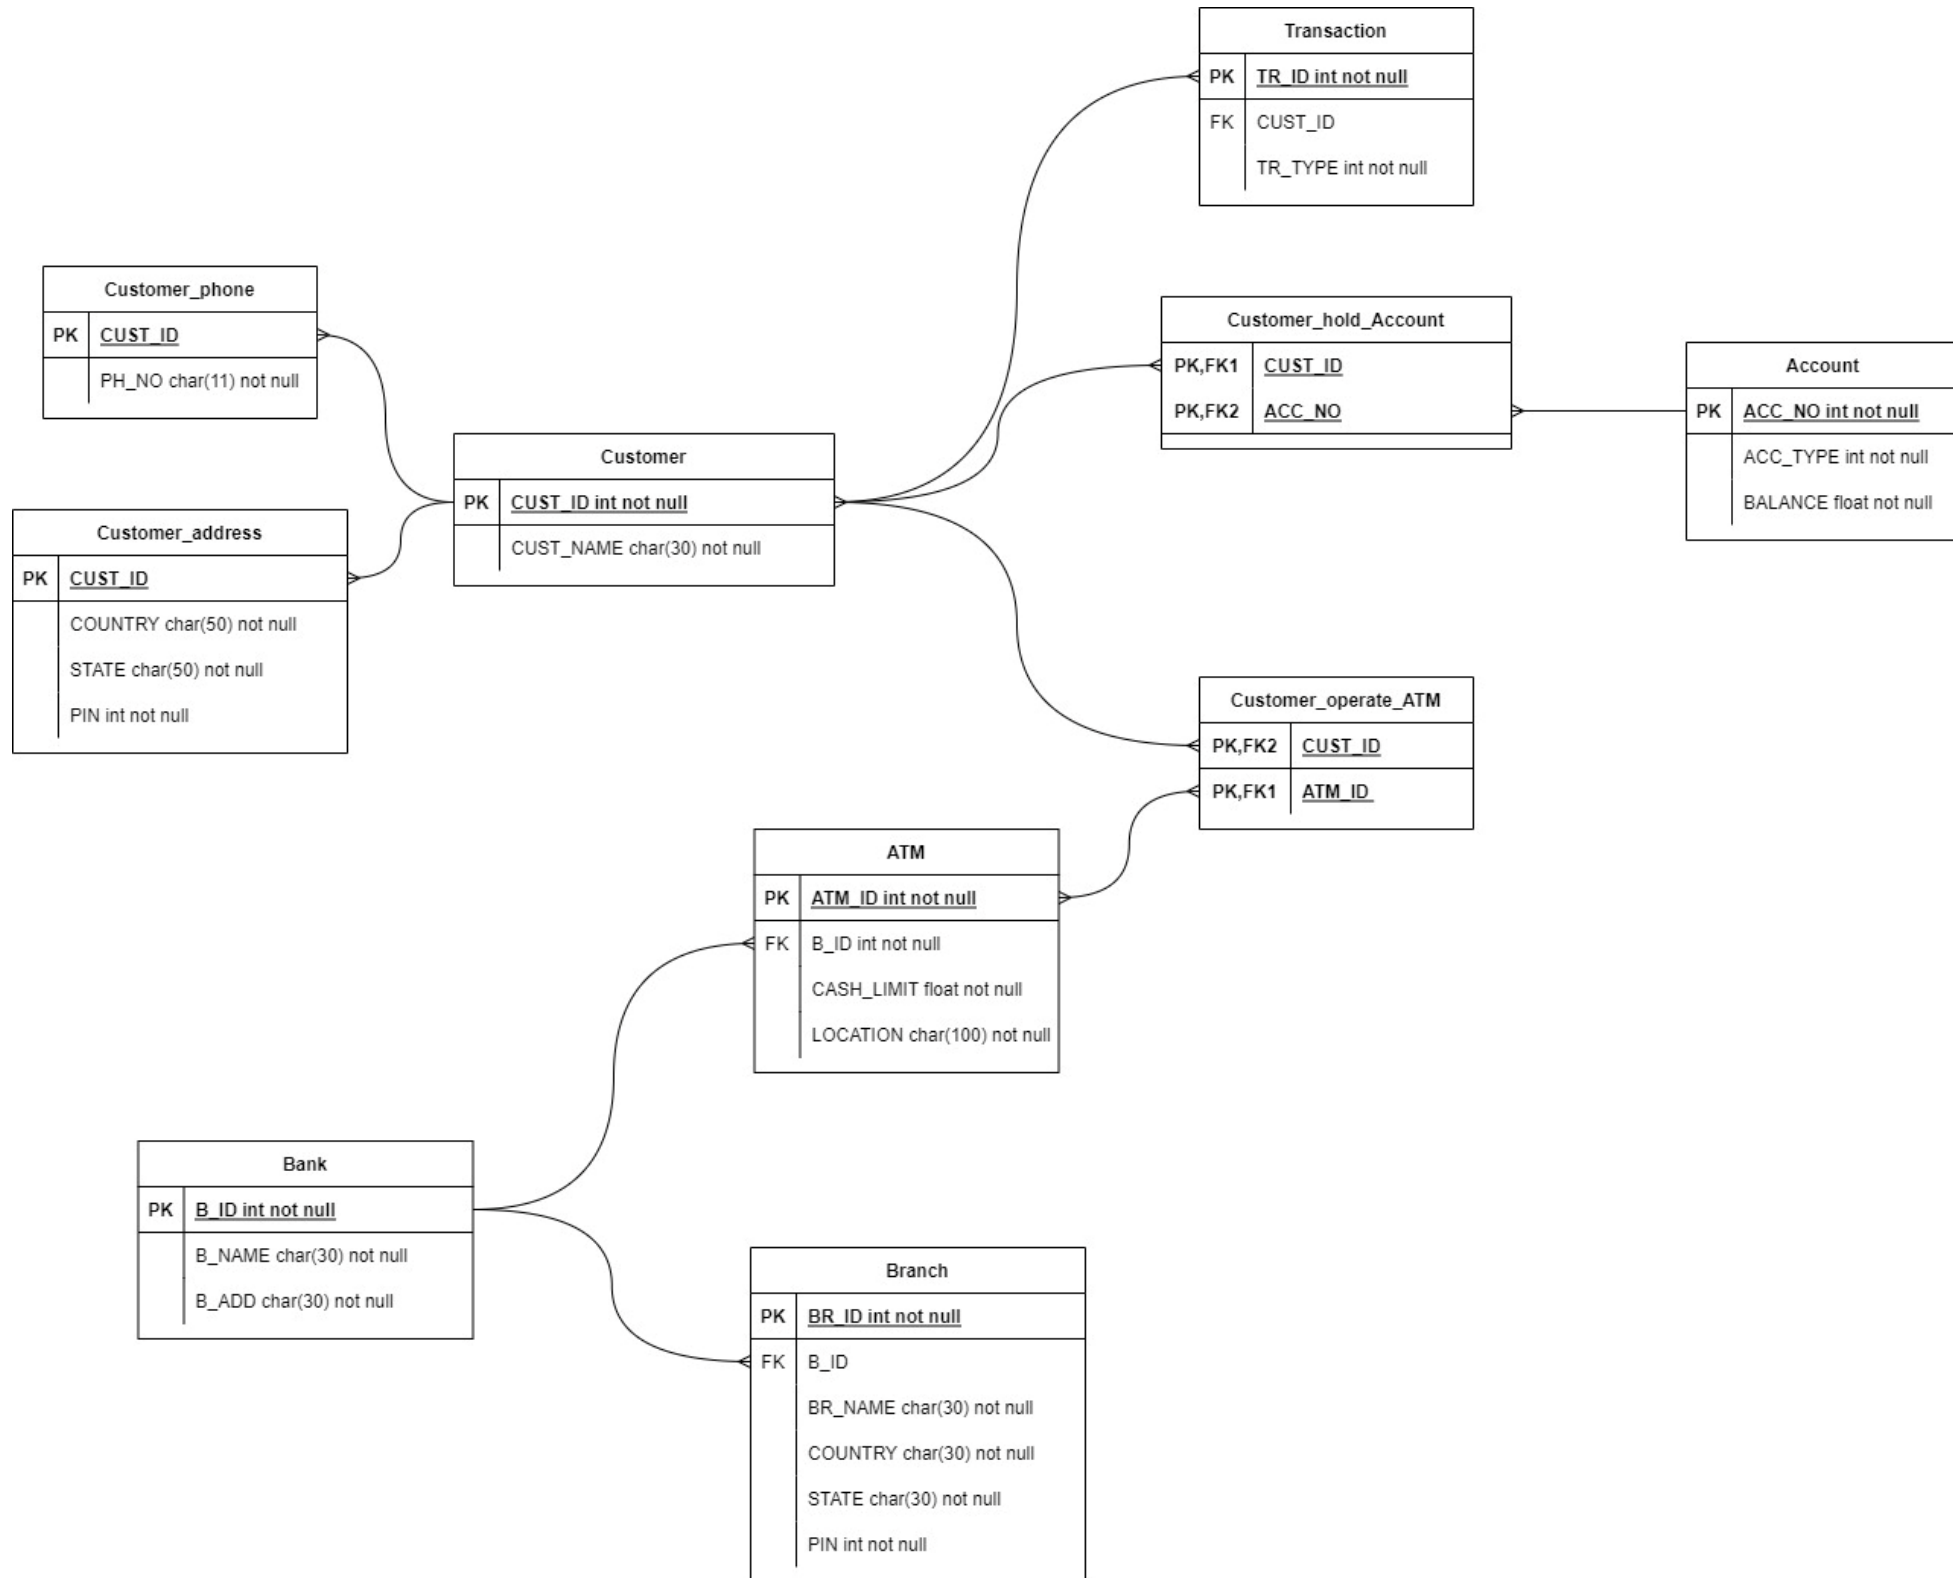 Transaction
PK TR_ID int not null
FK CUST_ID
TR_TYPE int not null
Customer_phone
PK CUST_ID
PH_NO char(11) not null
Customer_hold_Account
PK,FK1 CUST_ID
PK,FK2 ACC_NO
Account
PK ACC_NO int not null
ACC_TYPE int not null
BALANCE float not null
Customer
PK CUST_ID int not null
CUST_NAME char(30) not null
Customer_address
PK CUST_ID
COUNTRY char(50) not null
STATE char(50) not null
PIN int not null
Customer_operate_ATM
PK,FK2 CUST_ID
PK,FK1 ATM_ID
ATM
PK ATM_ID int not null
FK B_ID int not null
CASH_LIMIT float not null
LOCATION char(100) not null
Bank
PK B_ID int not null
B_NAME char(30) not null
B_ADD char(30) not null
Branch
PK BR_ID int not null
FK B_ID
BR_NAME char(30) not null
COUNTRY char(30) not null
STATE char(30) not null
PIN int not null